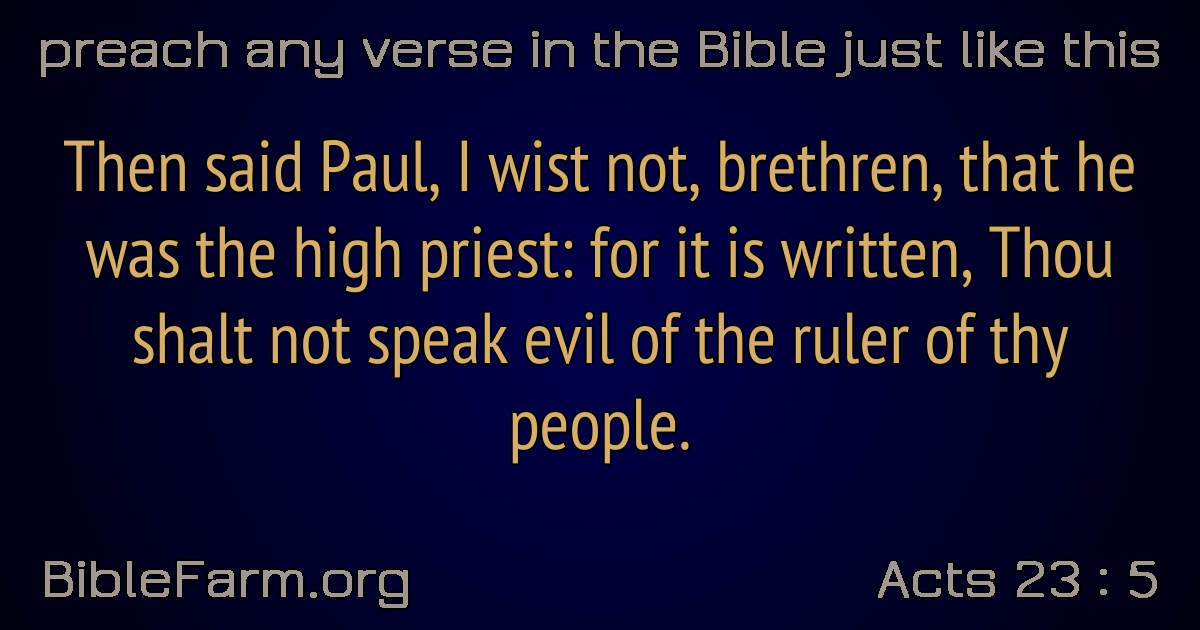 preach any verse in the Bible just like this
Then said Paul, I wist not, brethren, that he
was the high priest: for it is written, Thou
shalt not speak evil of the ruler of thy
people.
BibleFarm.org
Acts 23 : 5